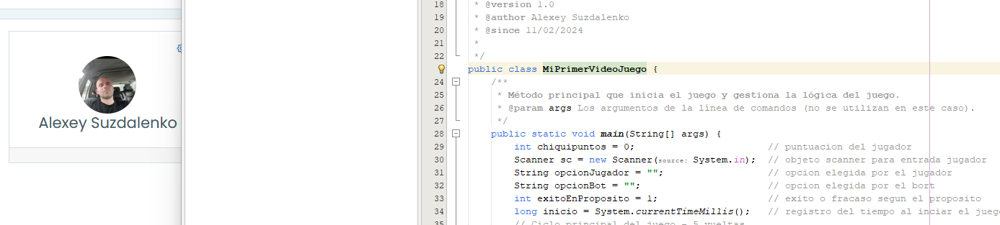 Alexey Suzdalenko
18 * @version 1.0
19 * @author Alexey Suzdalenko
20 * @since 11/02/2024
21 *
22 */
public class MiPrimerVideoJuego {
24 /**
25 * Método principal que inicia el juego y gestiona la lógica del juego.
26 * @param args Los argumentos de la línea de comandos (no se utilizan en este caso).
27 */
28 public static void main(String[] args) {
29 int chiquipuntos = 0; // puntuacion del jugador
30 Scanner sc = new Scanner(source: System.in); // objeto scanner para entrada jugador
31 String opcionJugador = ""; // opcion elegida por el jugador
32 String opcionBot = ""; // opcion elegida por el bort
33 int exitoEnProposito = 1; // exito o fracaso segun el proposito
34 long inicio = System.currentTimeMillis(); // registro del tiempo al inciar el jueg
35 // Ciclo principal del juego - 5 vueltas